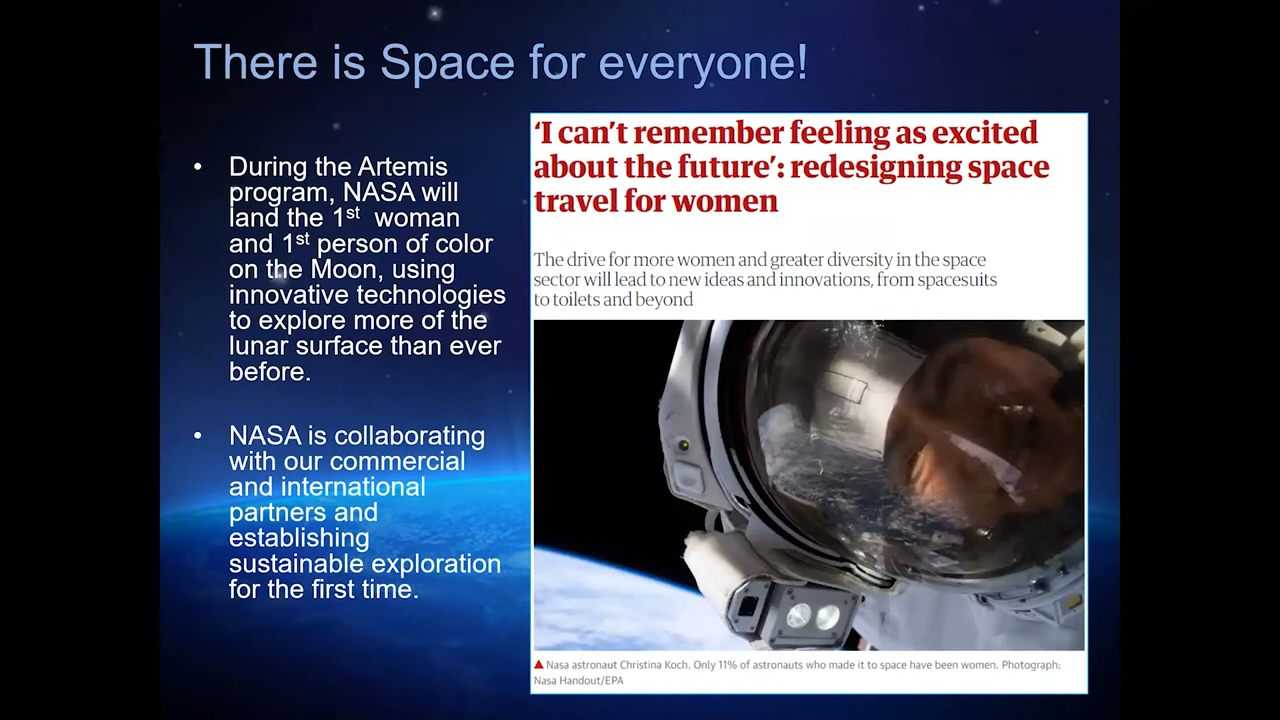 There is Space for everyone!
• During the Artemis
program, NASA will
land the 1st woman
and 1st person of color
on the Moon, using
innovative technologies
to explore more of the
lunar surface than ever
before.
• NASA is collaborating
with our commercial
and international
partners and
establishing
sustainable exploration
for the first time.
‘I can’t remember feeling as excited
about the future’: redesigning space
travel for women
The drive for more women and greater diversity in the space
sector will lead to new ideas and innovations, from spacesuits
to toilets and beyond
▲ Nasa astronaut Christina Koch. Only 11% of astronauts who made it to space have been women. Photograph:
Nasa Handout/EPA